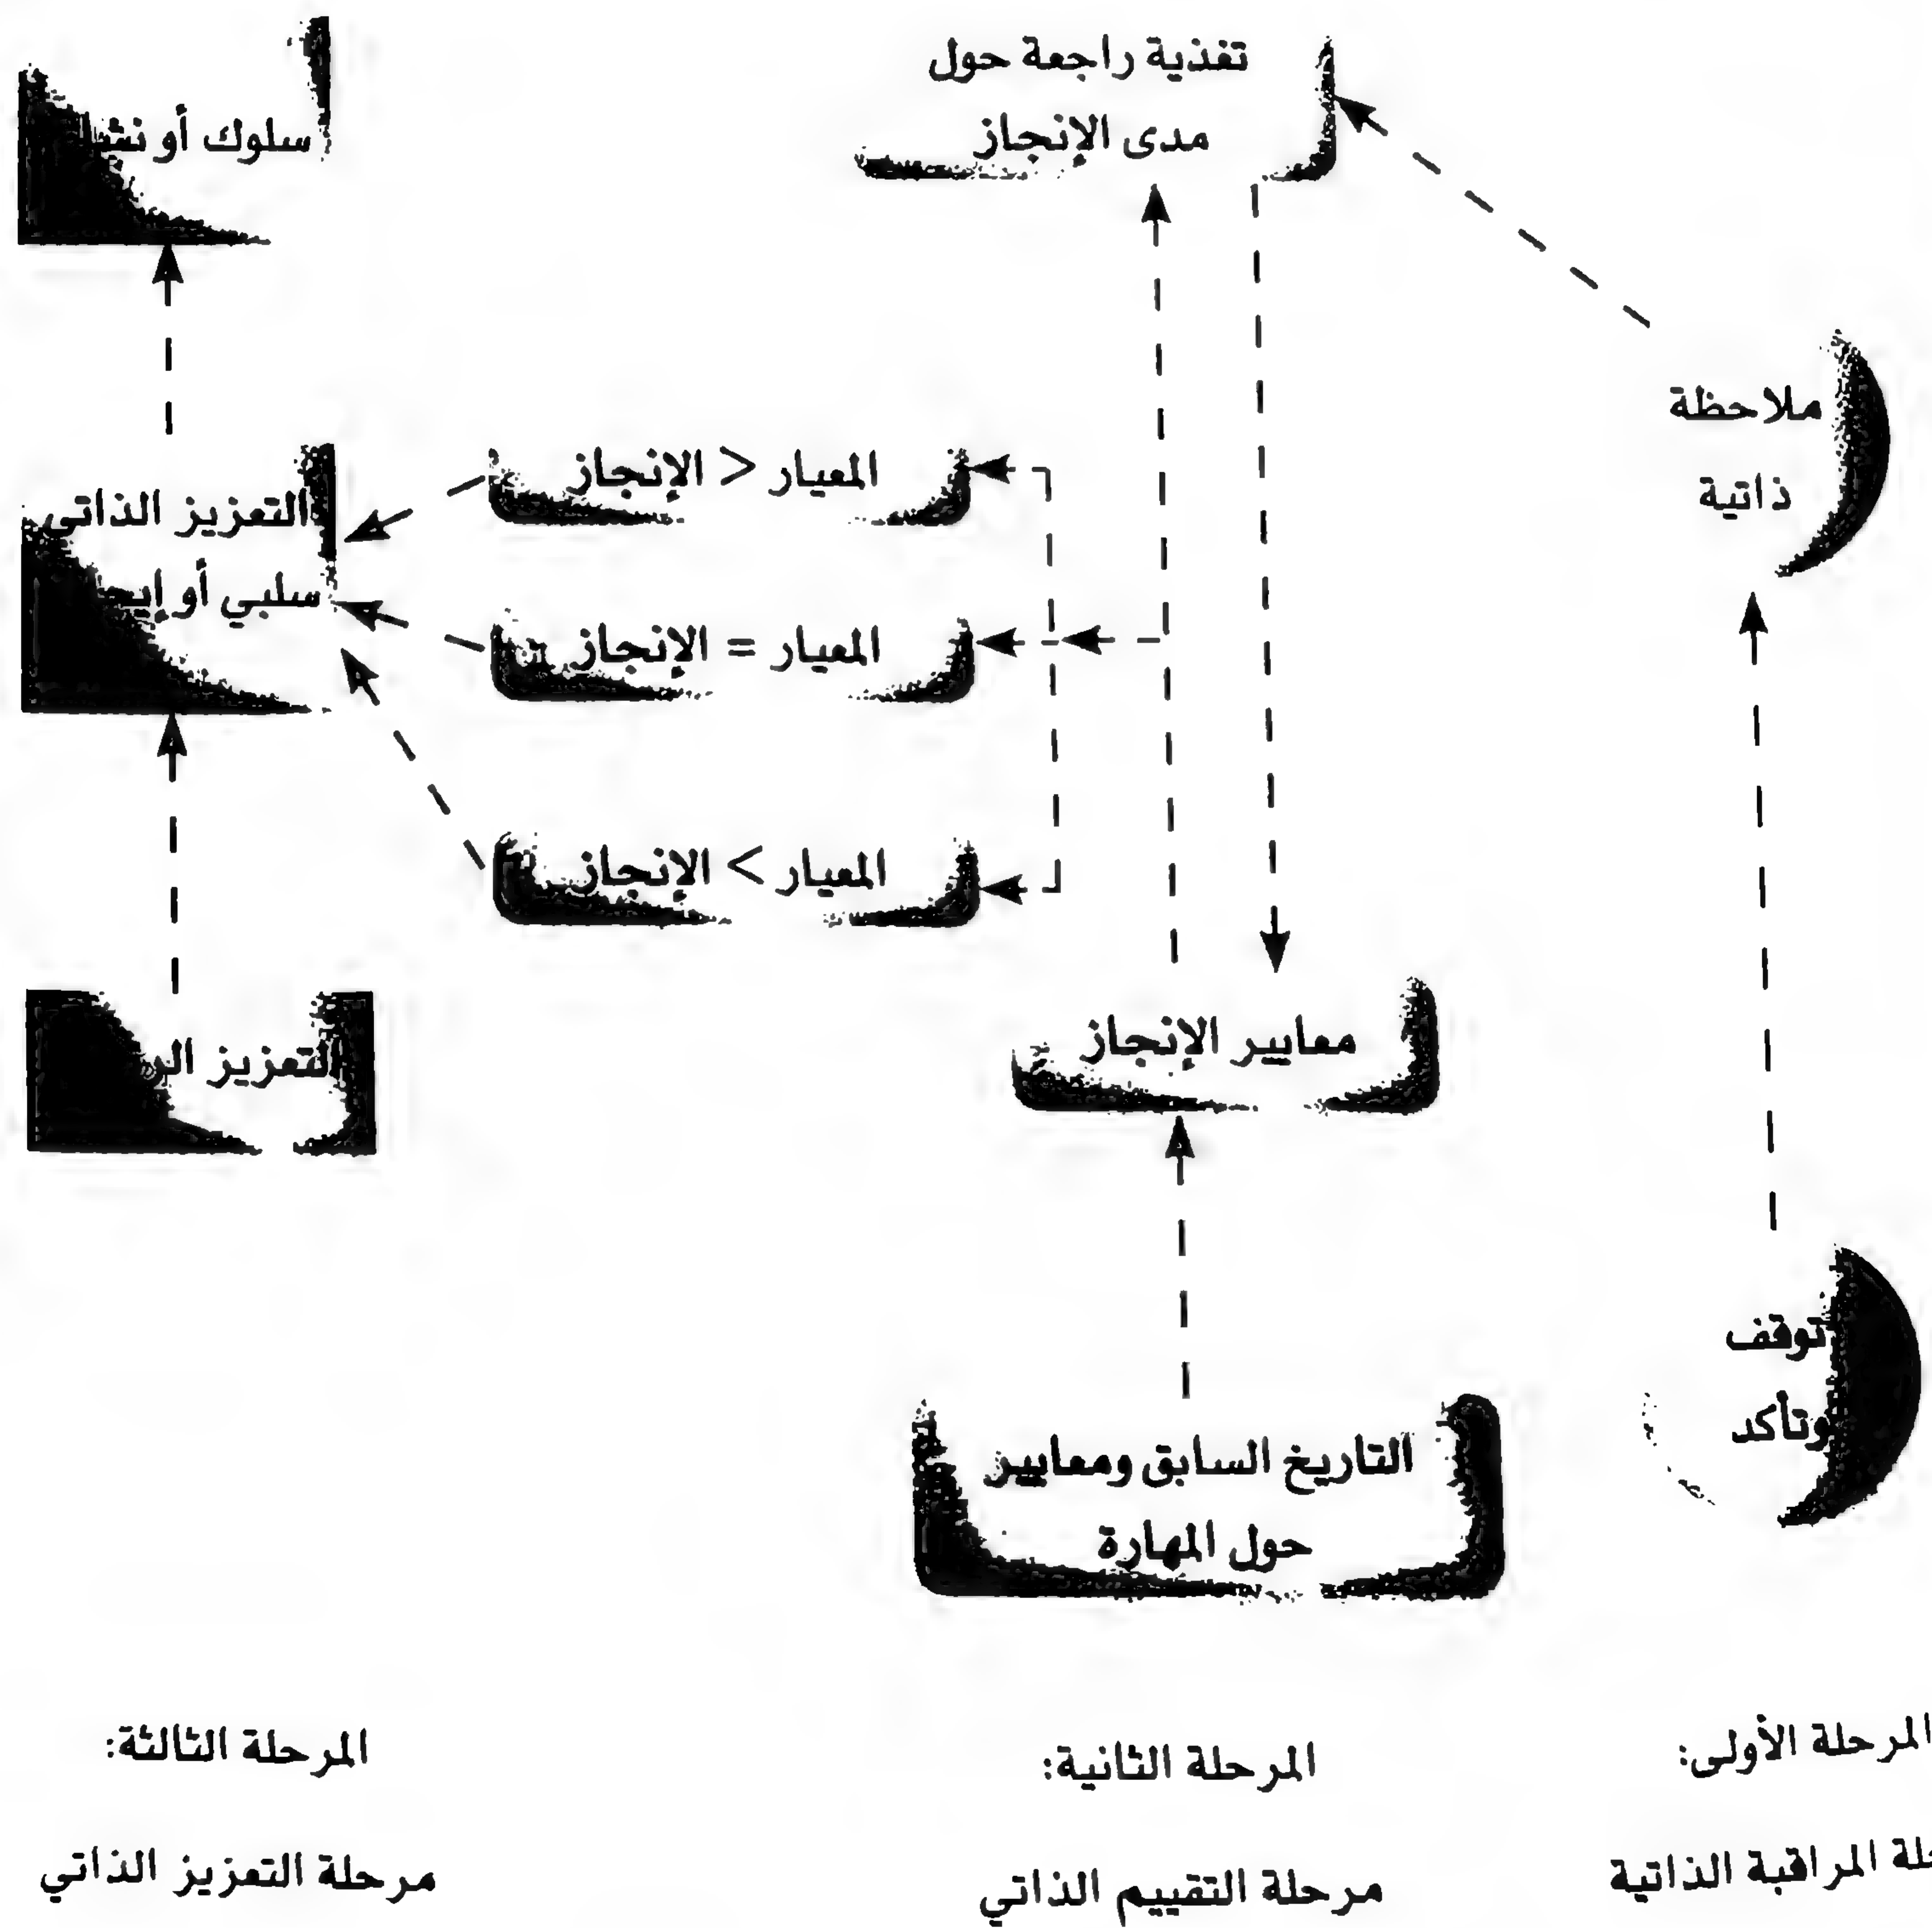 توقف
وتأكد
ملاحظة
ذاتية
تغذية راجعة حول
مدى الإنجاز
معايير الإنجاز
التاريخ السابق ومعايير
حول المهارة
المعيار > الإنجاز
المعيار = الإنجاز
المعيار < الإنجاز
سلوك أو
التعزيز الذاتي
سلبي أو
التعزيز
المرحلة الأولى:
المراقبة الذاتية
المرحلة الثانية:
مرحلة التقييم الذاتي
المرحلة الثالثة:
مرحلة التعزيز الذاتي